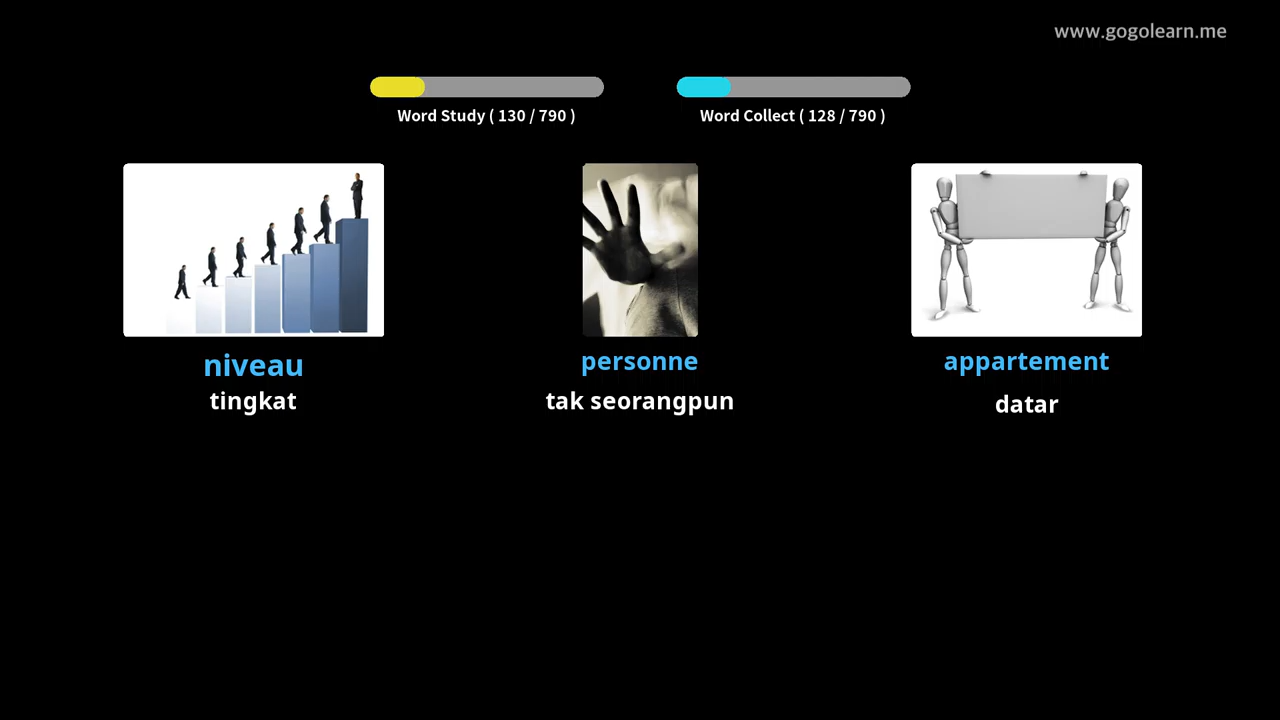 www.gogolearn.me
Word Study ( 130 / 790 )
Word Collect ( 128 / 790 )
niveau
tingkat
personne
tak seorangpun
appartement
datar